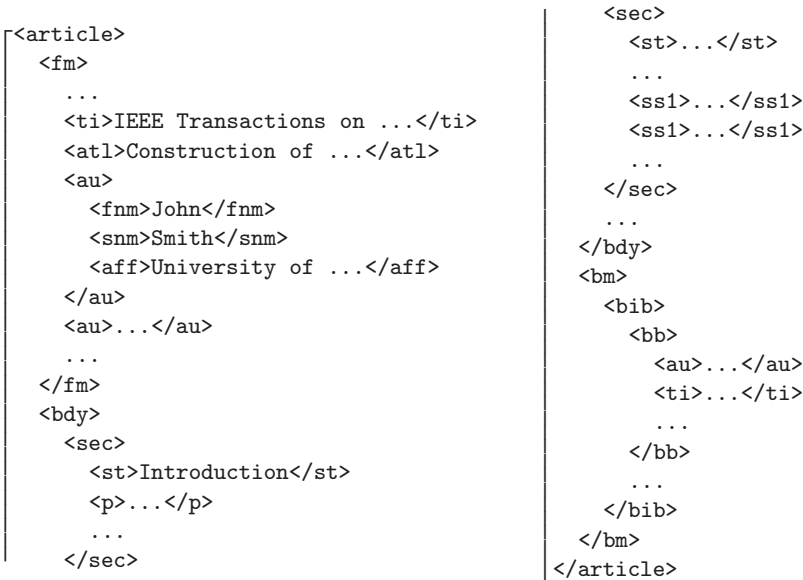 <article>
  <fm>
    ...
    <ti>IEEE Transactions on ...</ti>
    <atl>Construction of ...</atl>
    <au>
      <fnm>John</fnm>
      <snm>Smith</snm>
      <aff>University of ...</aff>
    </au>
    <au>...</au>
    ...
  </fm>
  <bdy>
    <sec>
      <st>Introduction</st>
      <p>...</p>
      ...
    </sec>
    <sec>
      <st>...</st>
      ...
      <ss1>...</ss1>
      <ss1>...</ss1>
      ...
    </sec>
    ...
  </bdy>
  <bm>
    <bib>
      <bb>
        <au>...</au>
        <ti>...</ti>
        ...
      </bb>
      ...
    </bib>
  </bm>
</article>